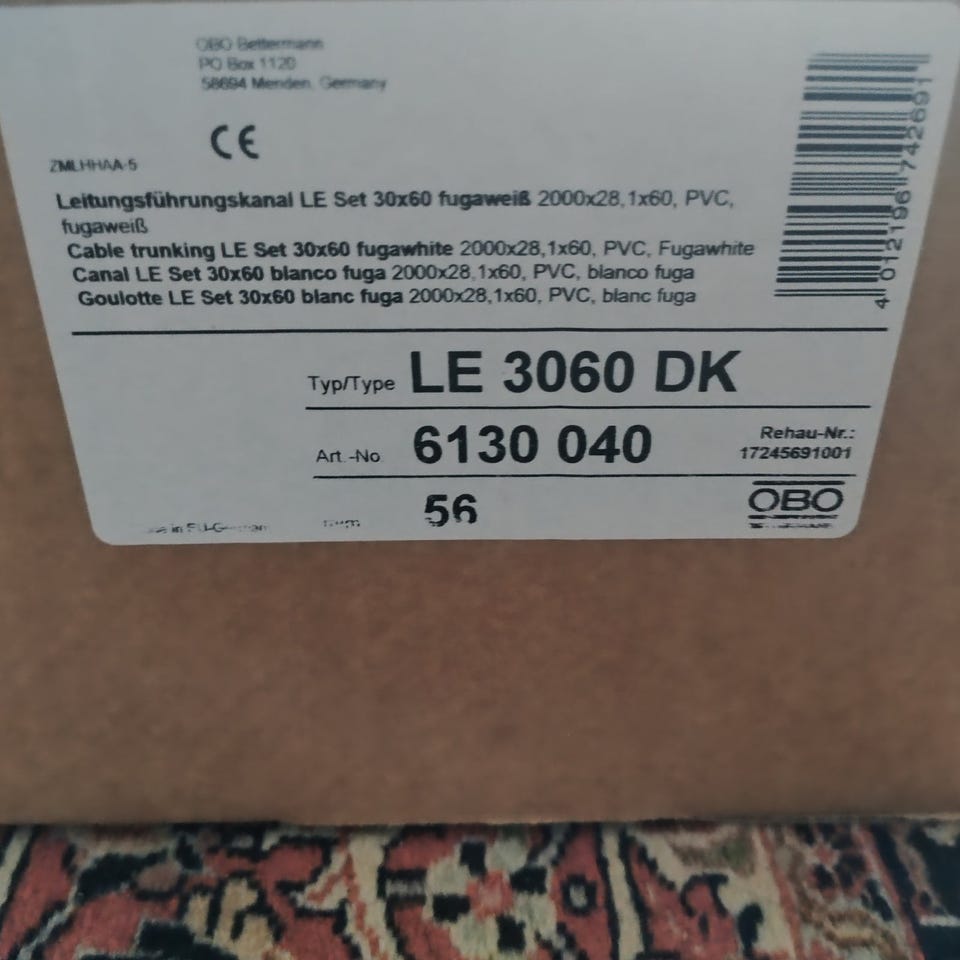 OBO Bettermann
PO Box 1120
58694 Menden, Germany
CE
ZMLHHAA-5
Leitungsführungskanal LE Set 30x60 fugaweiß 2000x28,1x60, PVC,
fugaweiß
Cable trunking LE Set 30x60 fugawhite 2000x28,1x60, PVC, Fugawhite
Canal LE Set 30x60 blanco fuga 2000x28,1x60, PVC, blanco fuga
Goulotte LE Set 30x60 blanc fuga 2000x28,1x60, PVC, blanc fuga
4 012196 742691
Typ/Type LE 3060 DK
Art.-No 6130 040
Rehau-Nr.:
17245691001
56
OBO